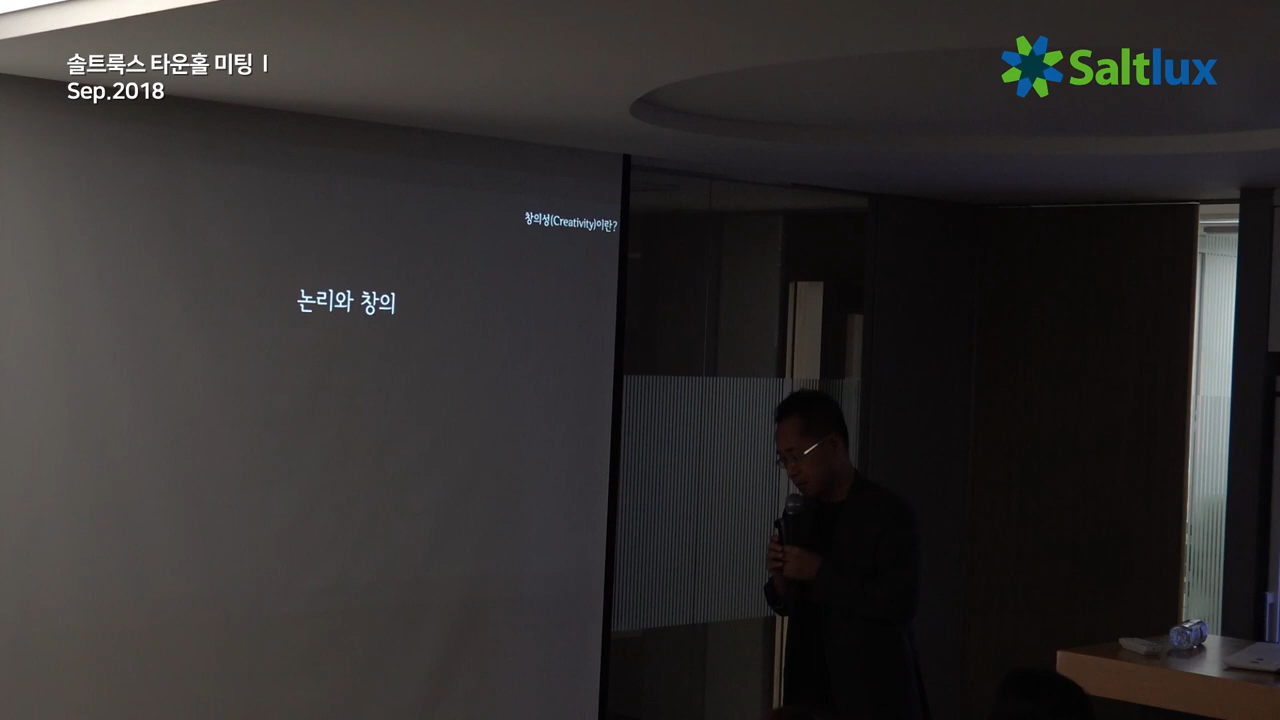 솔트룩스 타운홀 미팅 I
Sep.2018
Saltlux
창의성(Creativity)이란?
논리와 창의